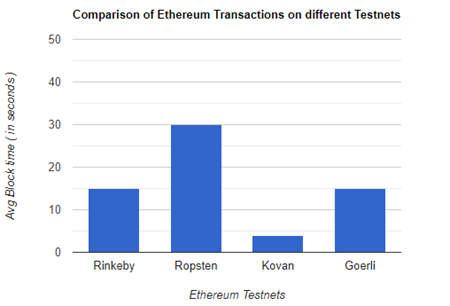 Comparison of Ethereum Transactions on different Testnets
50
40
30
20
10
0
Avg Block time ( in seconds )
Rinkeby Ropsten Kovan Goerli
Ethereum Testnets